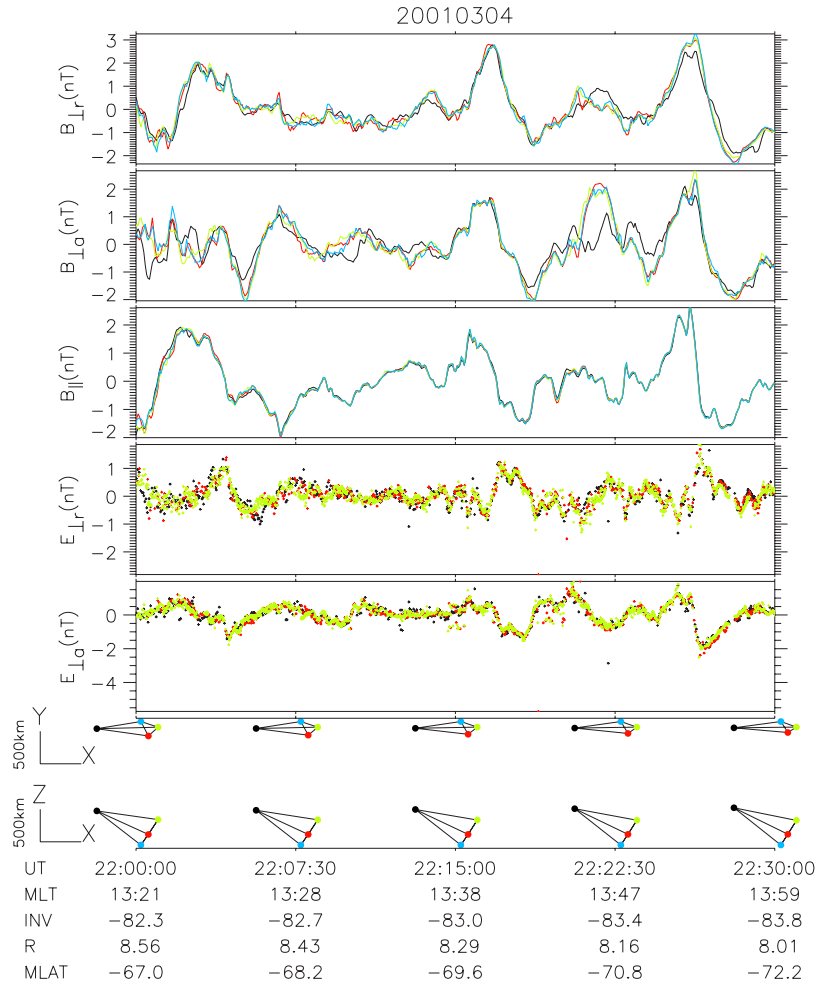 20010304
3
2
1
0
−1
−2
B⊥r(nT)
2
1
0
−1
−2
B⊥a(nT)
2
1
0
−1
−2
B||(nT)
1
0
−1
−2
E⊥r(nT)
0
−2
−4
E⊥a(nT)
Y
500km
X
Z
500km
X
UT 22:00:00 22:07:30 22:15:00 22:22:30 22:30:00
MLT 13:21 13:28 13:38 13:47 13:59
INV −82.3 −82.7 −83.0 −83.4 −83.8
R 8.56 8.43 8.29 8.16 8.01
MLAT −67.0 −68.2 −69.6 −70.8 −72.2